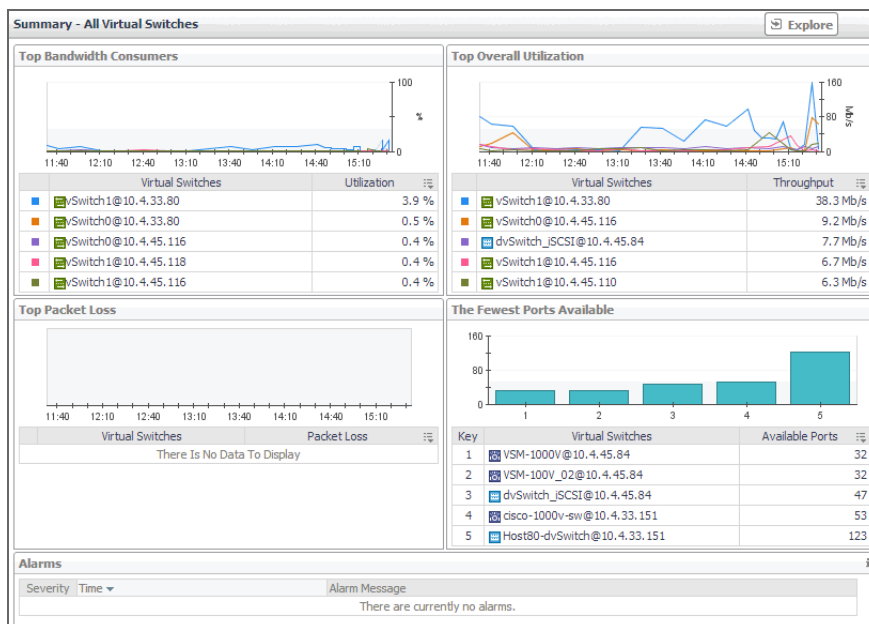 Summary - All Virtual Switches
Explore
Top Bandwidth Consumers
100
%
0
11:40 12:10 12:40 13:10 13:40 14:10 14:40 15:10
Virtual Switches Utilization
vSwitch1@10.4.33.80 3.9 %
vSwitch0@10.4.33.80 0.5 %
vSwitch0@10.4.45.116 0.4 %
vSwitch1@10.4.45.118 0.4 %
vSwitch1@10.4.45.116 0.4 %
Top Overall Utilization
160
80
Mb/s
0
11:40 12:10 12:40 13:10 13:40 14:10 14:40 15:10
Virtual Switches Throughput
vSwitch1@10.4.33.80 38.3 Mb/s
vSwitch0@10.4.45.116 9.2 Mb/s
dvSwitch_iSCSI@10.4.45.84 7.7 Mb/s
vSwitch1@10.4.45.116 6.7 Mb/s
vSwitch1@10.4.45.110 6.3 Mb/s
Top Packet Loss
11:40 12:10 12:40 13:10 13:40 14:10 14:40 15:10
Virtual Switches Packet Loss
There Is No Data To Display
The Fewest Ports Available
160
80
0
1 2 3 4 5
Key Virtual Switches Available Ports
1 VSM-1000V@10.4.45.84 32
2 VSM-100V_02@10.4.45.84 32
3 dvSwitch_iSCSI@10.4.45.84 47
4 cisco-1000v-sw@10.4.33.151 53
5 Host80-dvSwitch@10.4.33.151 123
Alarms
Severity Time Alarm Message
There are currently no alarms.